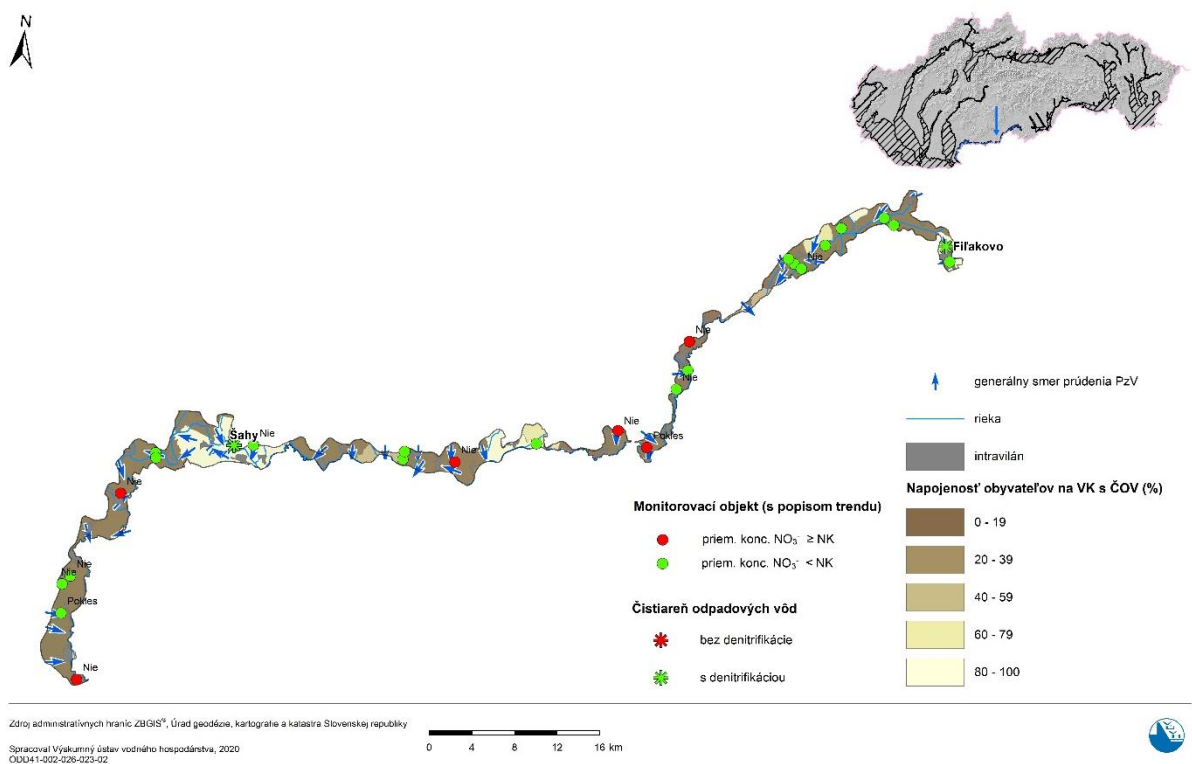 N
Fiľakovo
Nie
Nie
Nie
Nie
Pokles
Šahy
Nie
Nie
Nie
Nie
Nie
Pokles
Nie
generálny smer prúdenia PzV
rieka
intravilán
Napojenosť obyvateľov na VK s ČOV (%)
0 - 19
20 - 39
40 - 59
60 - 79
80 - 100
Monitorovací objekt (s popisom trendu)
priem. konc. NO₃⁻ ≥ NK
priem. konc. NO₃⁻ < NK
Čistiareň odpadových vôd
bez denitrifikácie
s denitrifikáciou
Zdroj administratívnych hraníc ZBGIS®, Úrad geodézie, kartografie a katastra Slovenskej republiky
Spracoval Výskumný ústav vodného hospodárstva, 2020
ODD41-002-026-023-02
0 4 8 12 16 km